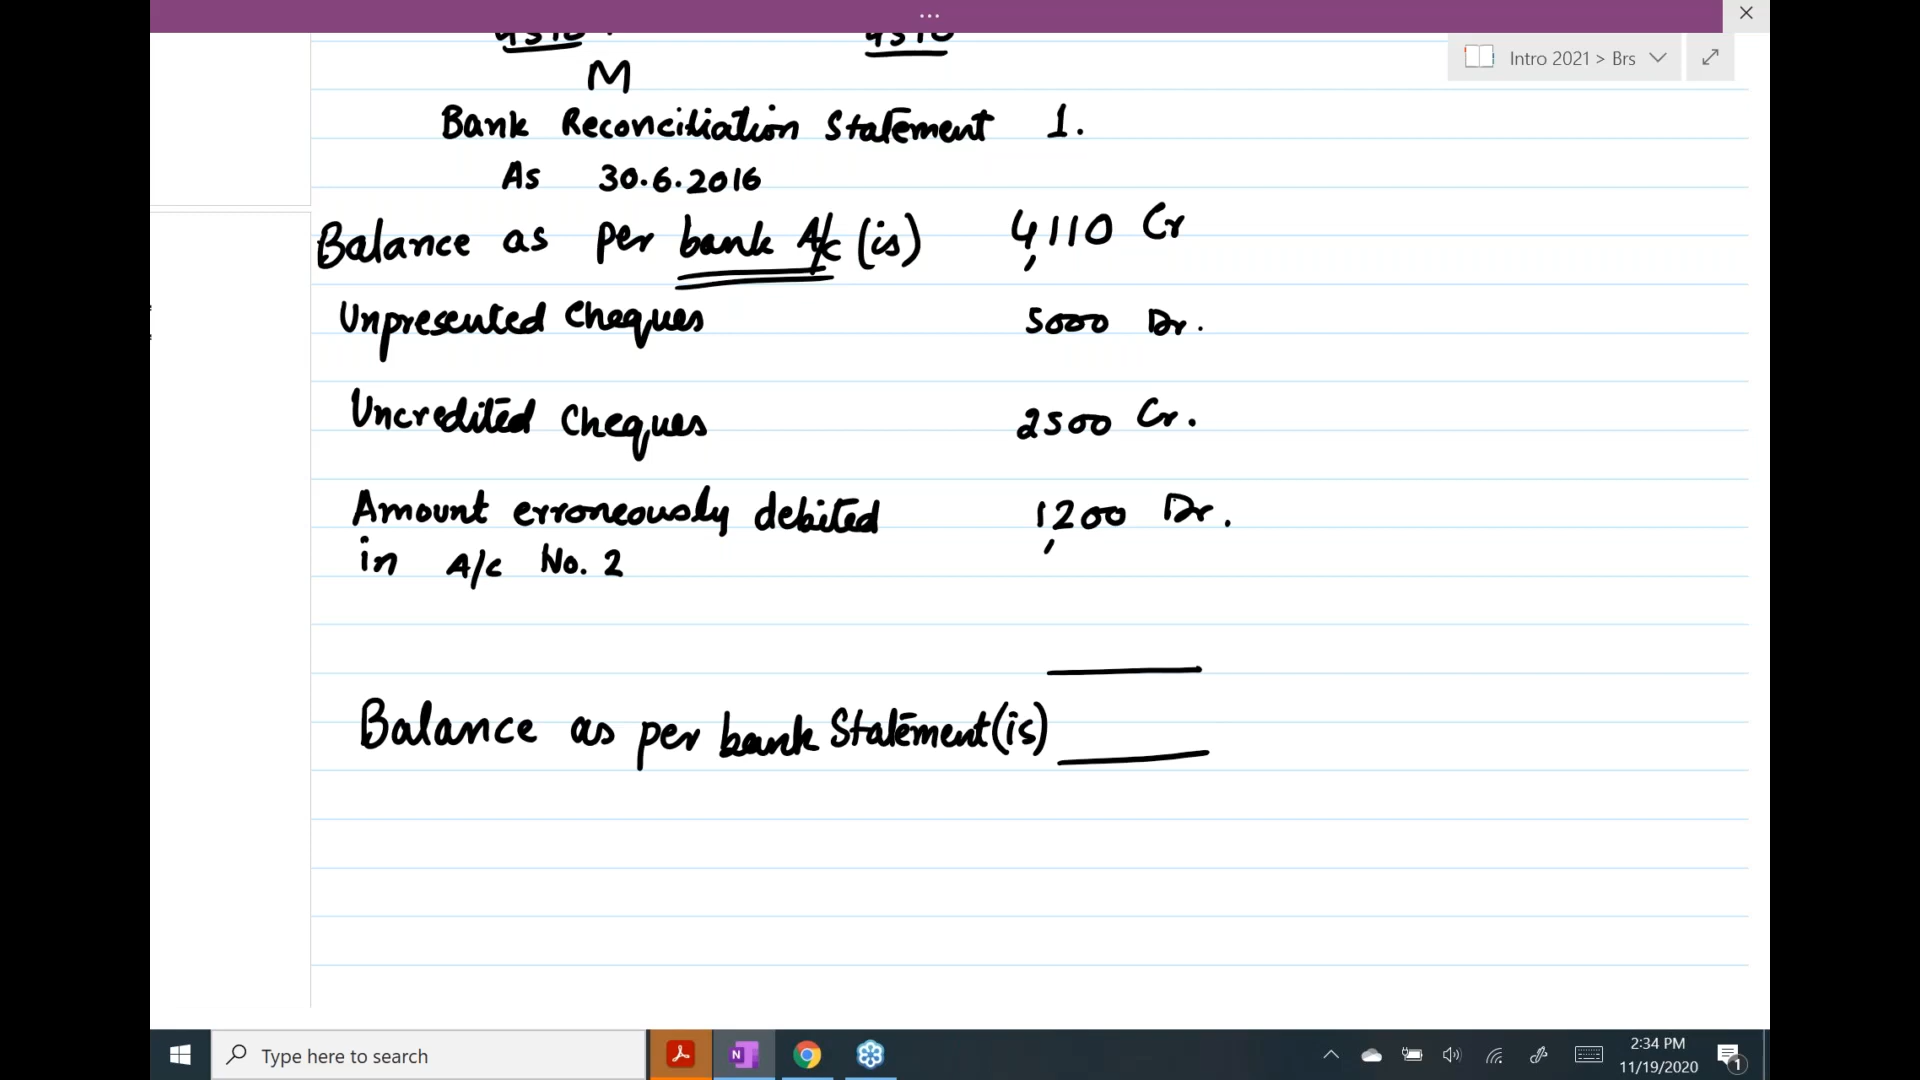 Intro 2021 > Brs
M
Bank Reconciliation Statement 1.
As 30.6.2016
Balance as per bank A/c (is) 4,110 Cr
Unpresented Cheques 5000 Dr.
Uncredited Cheques 2500 Cr.
Amount erroneously debited 1,200 Dr.
in A/c No. 2
Balance as per bank Statement (is)
Type here to search
2:34 PM
11/19/2020
1